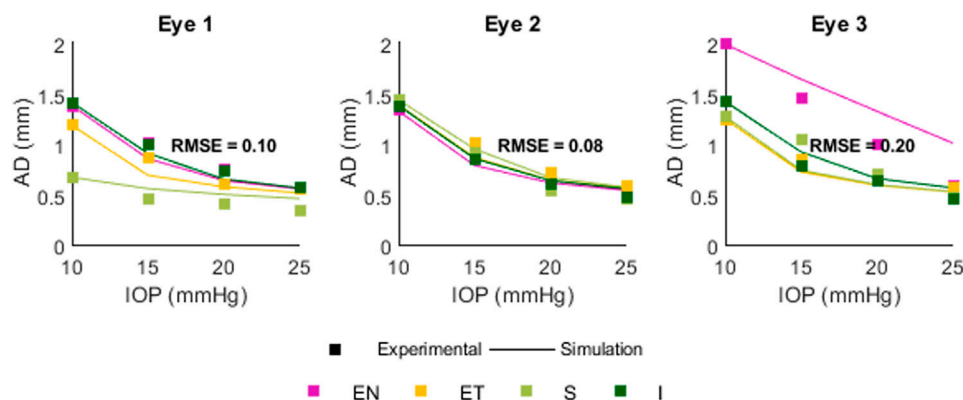 Eye 1 Eye 2 Eye 3
2 2 2
1.5 1.5 1.5
AD (mm) AD (mm) AD (mm)
1 RMSE = 0.10 1 RMSE = 0.08 1 RMSE = 0.20
0.5 0.5 0.5
0 0 0
10 15 20 25 10 15 20 25 10 15 20 25
IOP (mmHg) IOP (mmHg) IOP (mmHg)
Experimental Simulation
EN ET S I